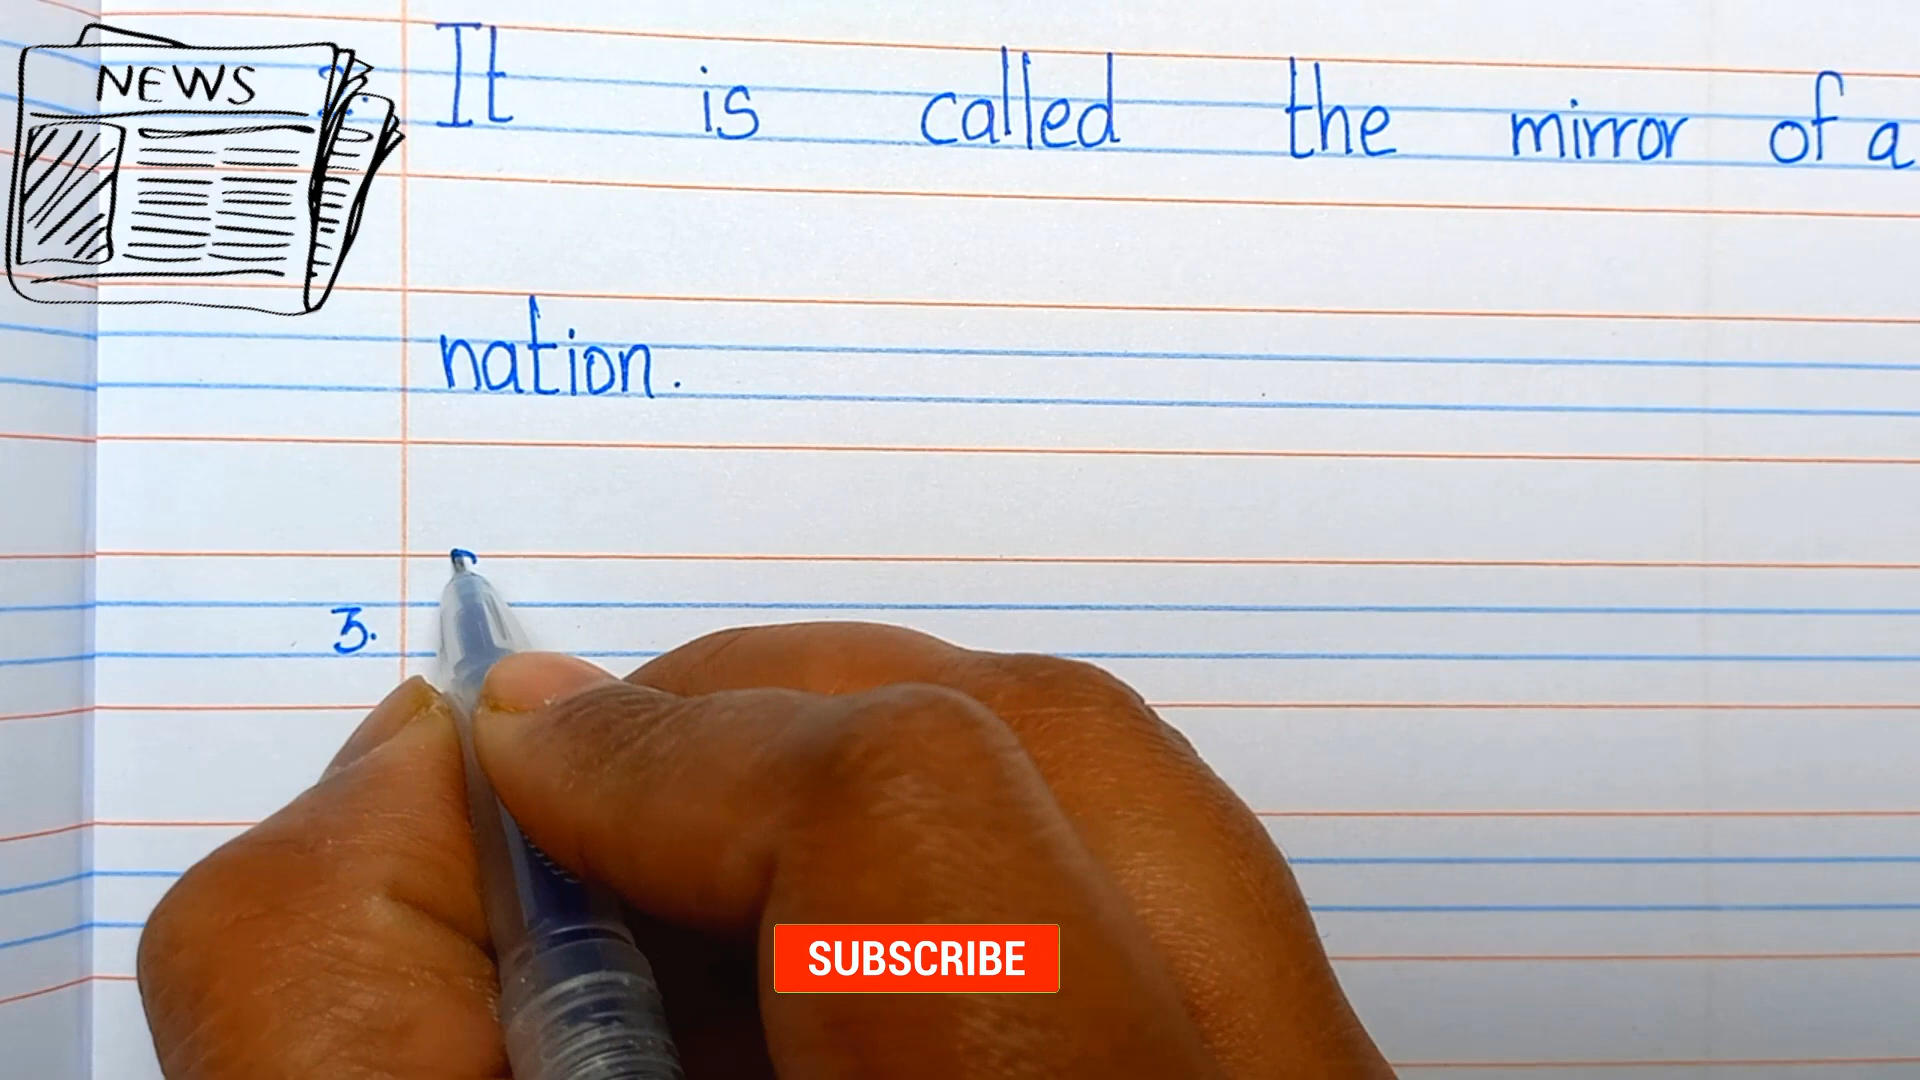 NEWS
It is called the mirror of a
nation.
3.
SUBSCRIBE